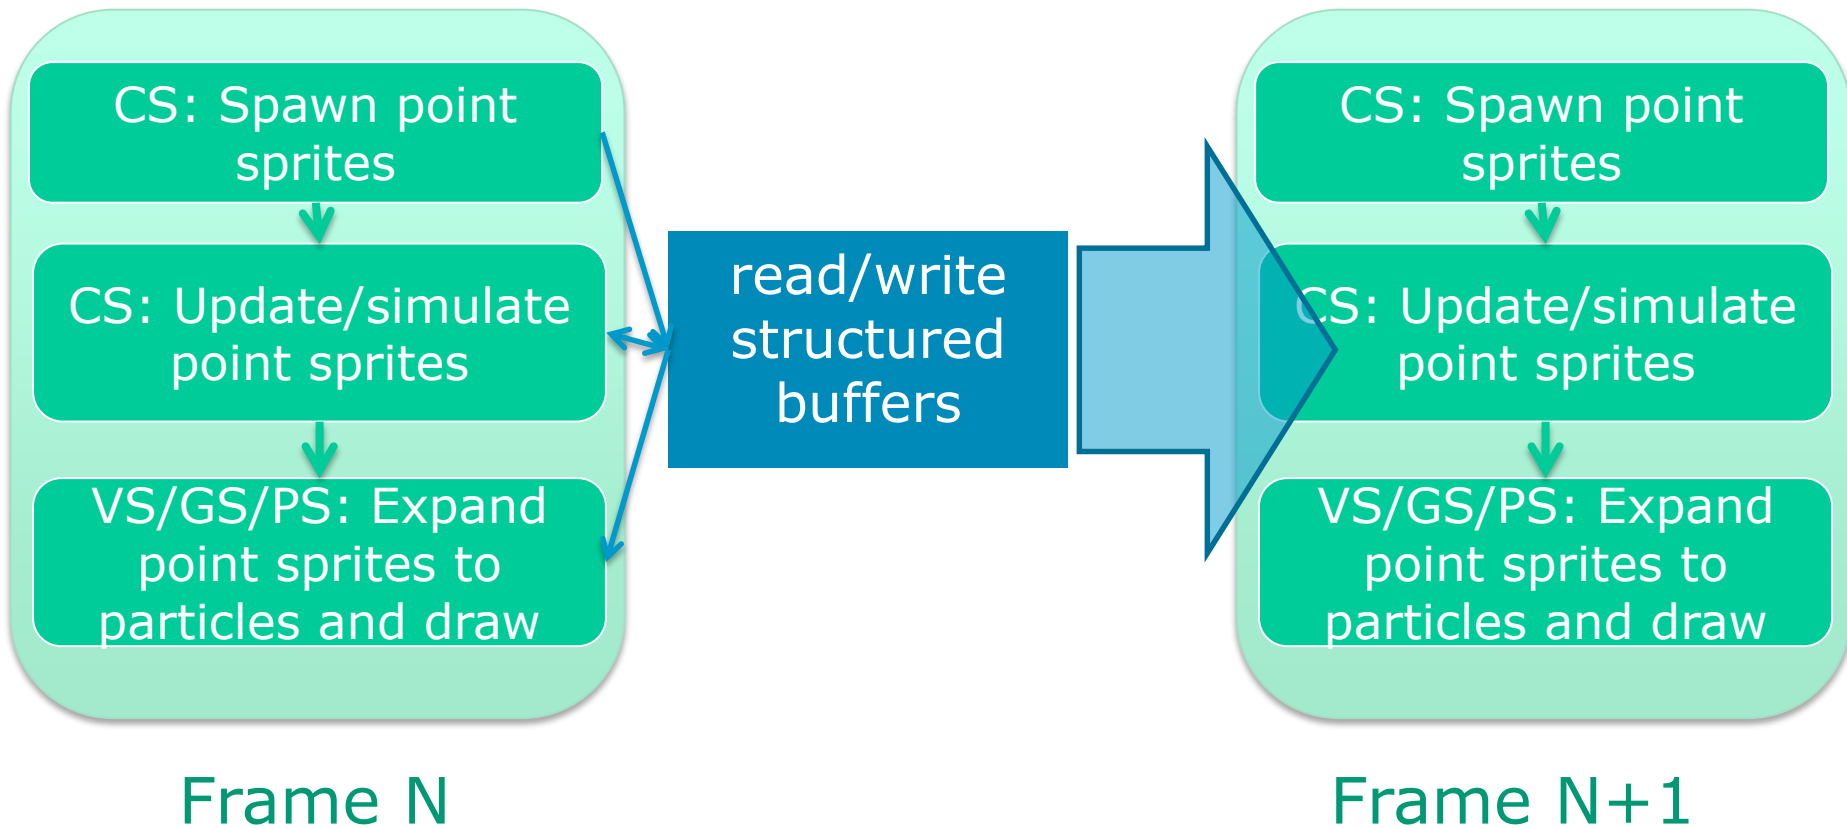 CS: Spawn point
sprites
CS: Update/simulate
point sprites
VS/GS/PS: Expand
point sprites to
particles and draw
Frame N
read/write
structured
buffers
CS: Spawn point
sprites
CS: Update/simulate
point sprites
VS/GS/PS: Expand
point sprites to
particles and draw
Frame N+1